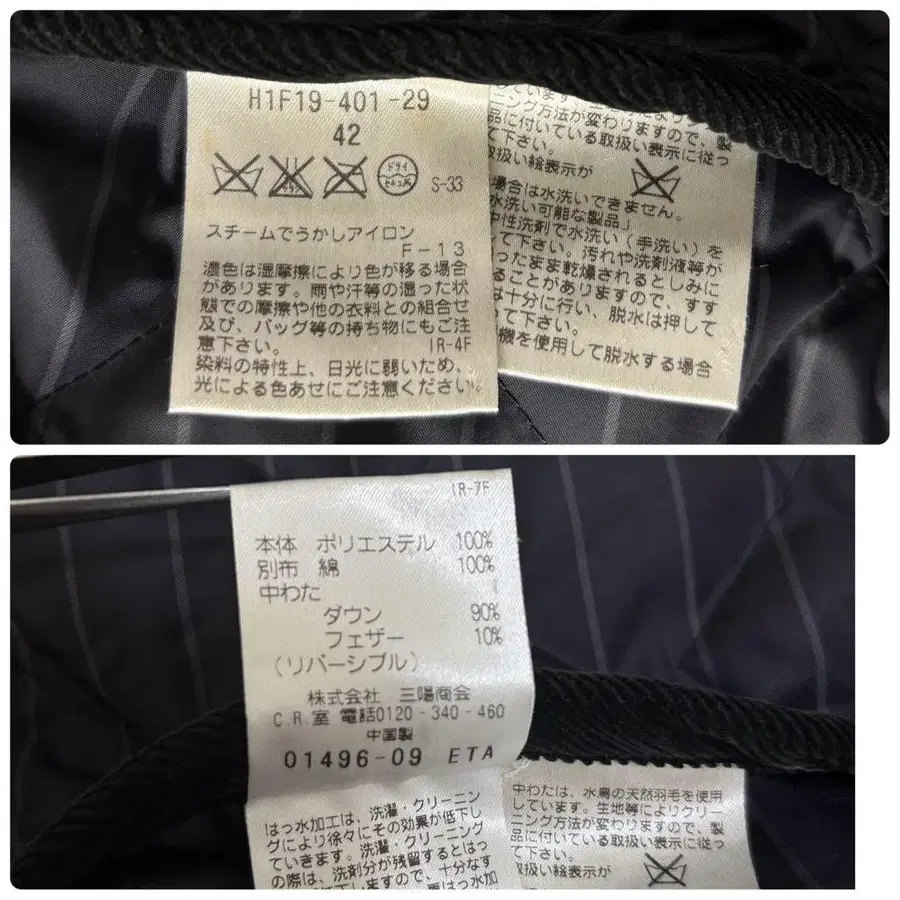 H1F19-401-29
42
ドライ
セキユ系
S-33
スチームでうかしアイロン
F-13
濃色は湿摩擦により色が移る場合
があります。雨や汗等の湿った状
態での摩擦や他の衣料との組合せ
及び、バッグ等の持ち物にもご注
意下さい。
IR-4F
染料の特性上、日光に弱いため、
光による色あせにご注意ください。
ニング方法が変わりますので、製
品に付いている取扱い表示に従っ
て下さい。
取扱い絵表示が
場合は水洗いできません。
水洗い可能な製品」
中性洗剤で水洗い(手洗い)を
て下さい。汚れや洗剤液等が
ったまま乾燥されるとしみに
ることがありますので、すす
は十分に行い、脱水は押して
って下さい。
機を使用して脱水する場合
IR-7F
本体 ポリエステル 100%
別布 綿 100%
中わた
ダウン 90%
フェザー 10%
(リバーシブル)
株式会社 三陽商会
C.R.室 電話0120-340-460
中国製
01496-09 ETA
はっ水加工は、洗濯・クリーニン
グにより徐々にその効果が低下し
ていきます。洗濯・クリーニング
の際は、洗剤分が残留するとはっ
水加工
中わたは、水鳥の天然羽毛を使用
しています。生地等によりクリー
ニング方法が変わりますので、製
品に付いている取扱い表示に従っ
て下さい。
取扱い絵表示が